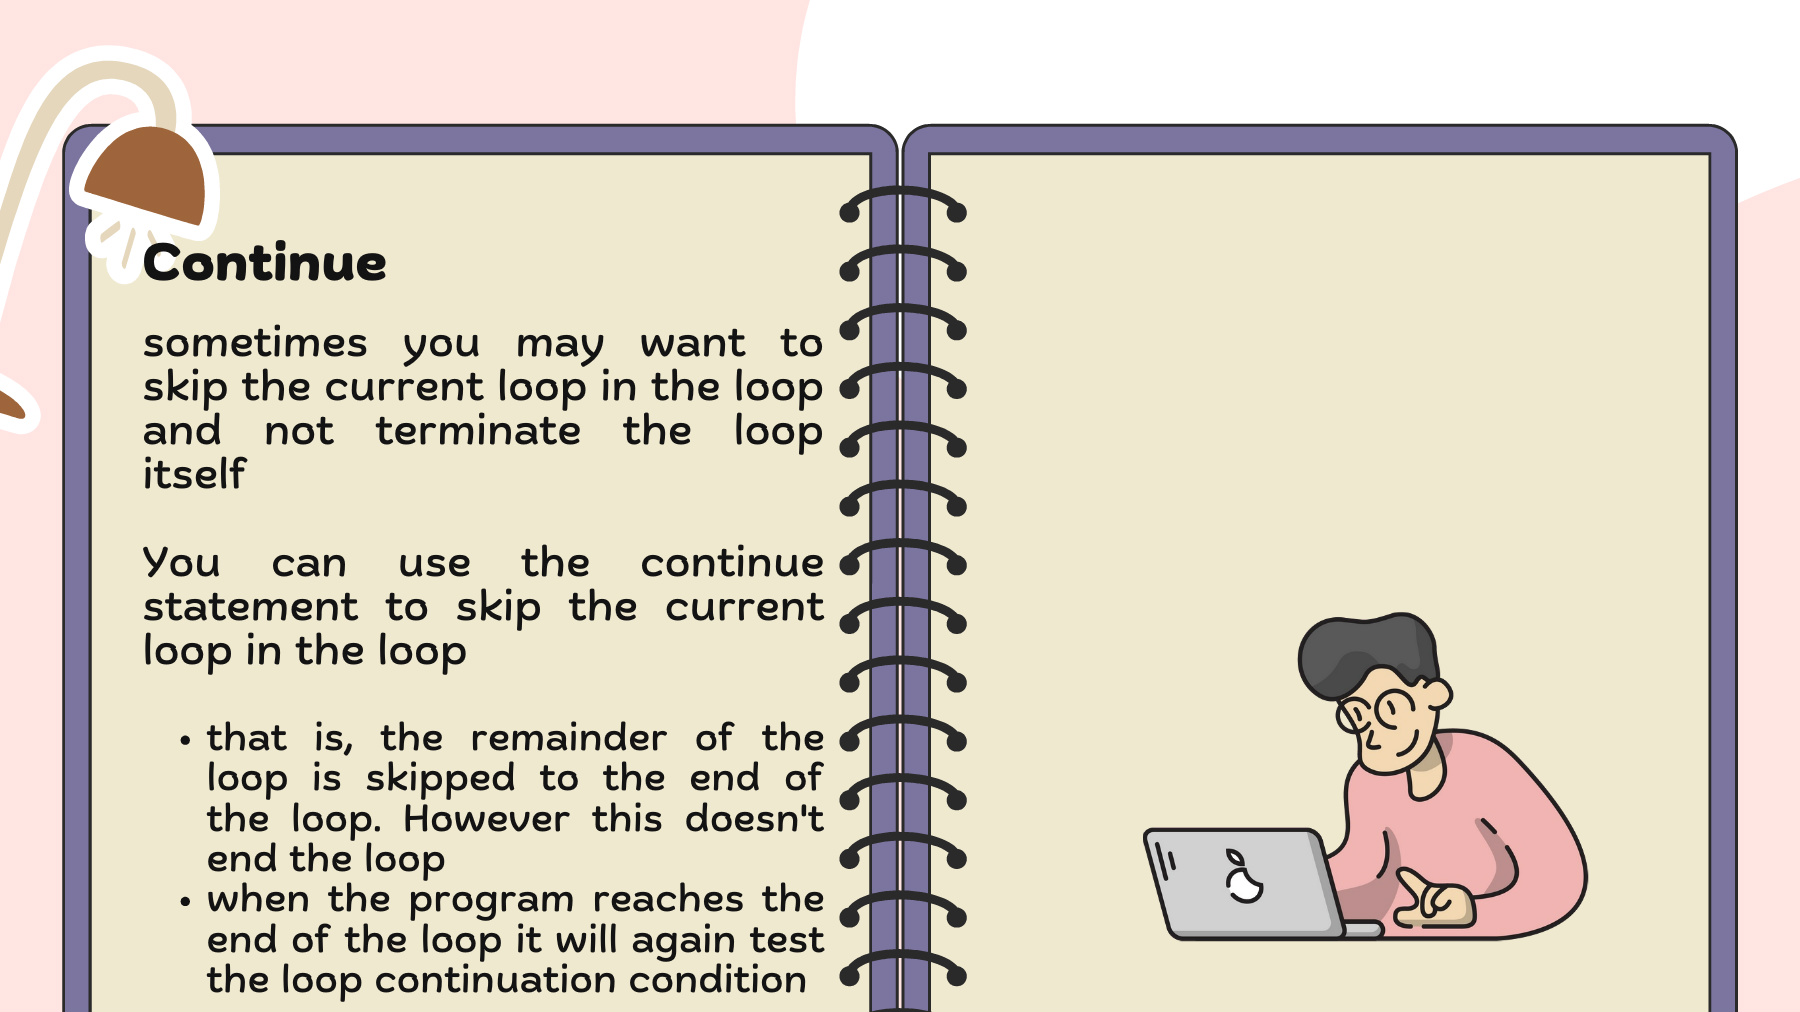 Continue
sometimes you may want to
skip the current loop in the loop
and not terminate the loop
itself
You can use the continue
statement to skip the current
loop in the loop
• that is, the remainder of the
loop is skipped to the end of
the loop. However this doesn't
end the loop
• when the program reaches the
end of the loop it will again test
the loop continuation condition